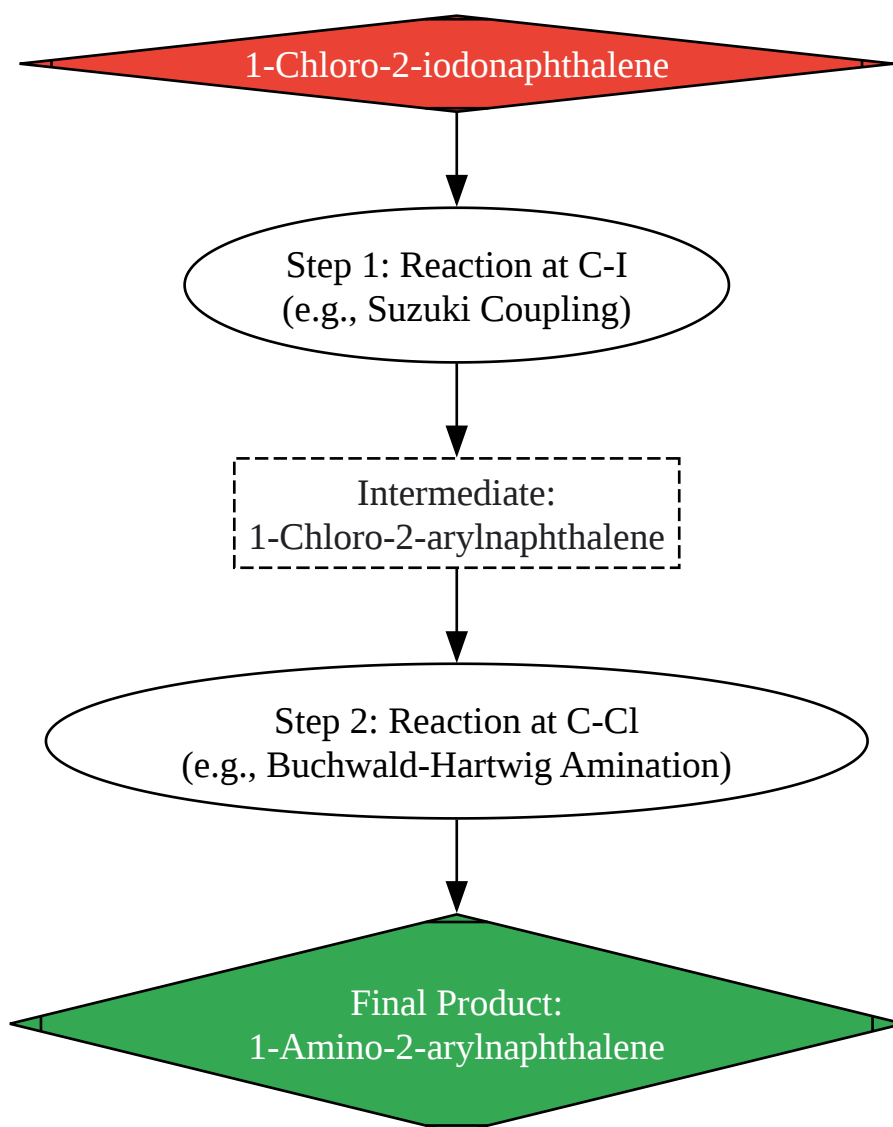 1-Chloro-2-iodonaphthalene
Step 1: Reaction at C-I
(e.g., Suzuki Coupling)
Intermediate:
1-Chloro-2-arylnaphthalene
Step 2: Reaction at C-Cl
(e.g., Buchwald-Hartwig Amination)
Final Product:
1-Amino-2-arylnaphthalene